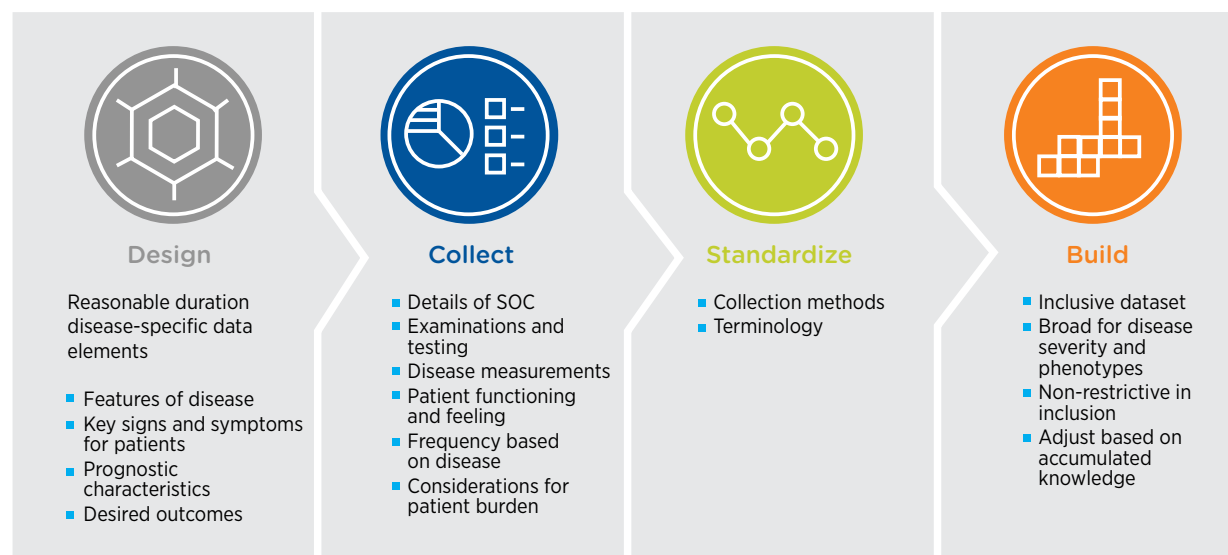 Design
Reasonable duration
disease-specific data
elements
Features of disease
Key signs and symptoms
for patients
Prognostic
characteristics
Desired outcomes
Collect
Details of SOC
Examinations and
testing
Disease measurements
Patient functioning
and feeling
Frequency based
on disease
Considerations for
patient burden
Standardize
Collection methods
Terminology
Build
Inclusive dataset
Broad for disease
severity and
phenotypes
Non-restrictive in
inclusion
Adjust based on
accumulated
knowledge